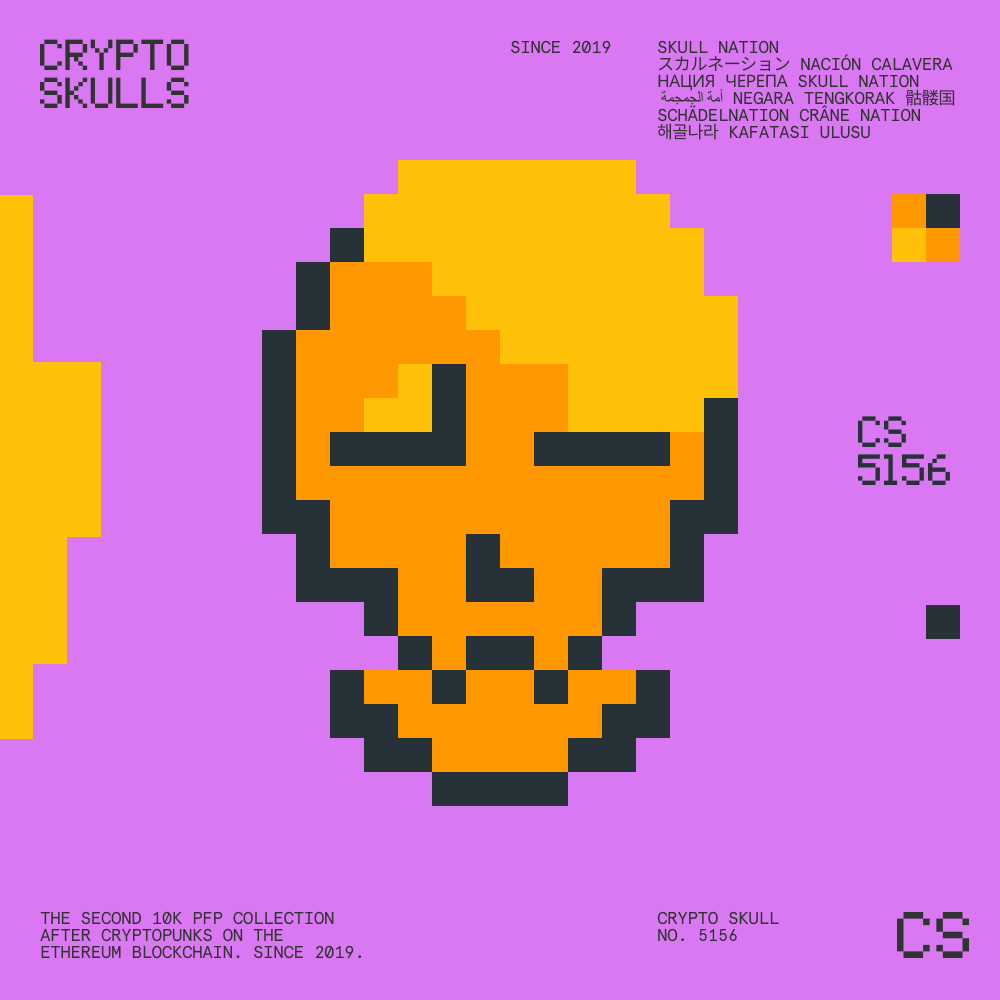 CRYPTO
SKULLS
SINCE 2019
SKULL NATION
スカルネーション NACIÓN CALAVERA
НАЦИЯ ЧЕРЕПА SKULL NATION
أمة الجمجمة NEGARA TENGKORAK 骷髅国
SCHÄDELNATION CRÂNE NATION
해골나라 KAFATASI ULUSU
CS
5156
THE SECOND 10K PFP COLLECTION
AFTER CRYPTOPUNKS ON THE
ETHEREUM BLOCKCHAIN. SINCE 2019.
CRYPTO SKULL
NO. 5156
CS